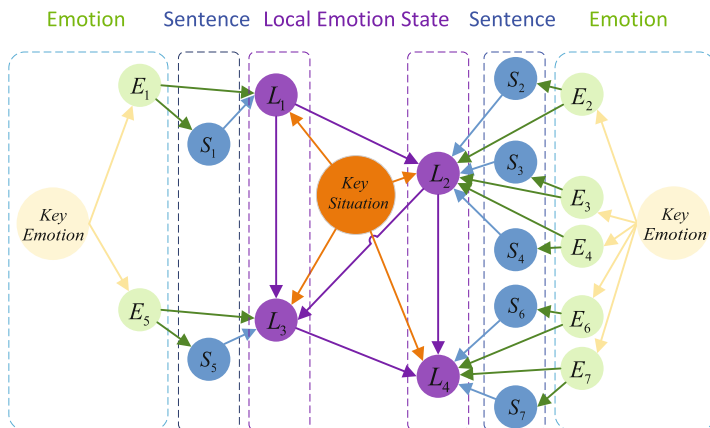 Emotion Sentence Local Emotion State Sentence Emotion
E1
L1
S2
E2
S1
Key
Situation
L2
S3
E3
Key
Emotion
S4
E4
Key
Emotion
E5
L3
S6
E6
S5
L4
E7
S7